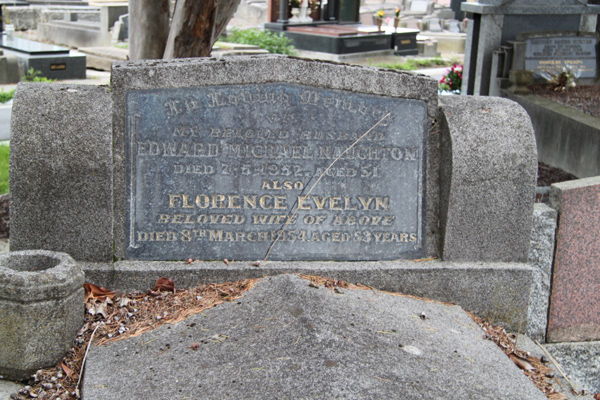 In Loving Memory
OF
MY BELOVED HUSBAND
EDWARD MICHAEL NAUGHTON
DIED 7.5.1952. AGED 51
ALSO
FLORENCE EVELYN
BELOVED WIFE OF ABOVE
DIED 8TH MARCH 1954. AGED 53 YEARS